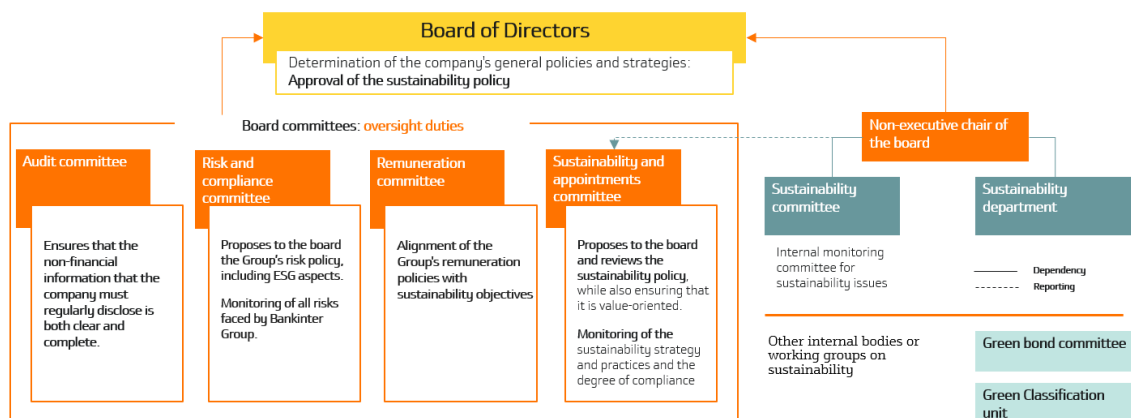 Board of Directors
Determination of the company's general policies and strategies:
Approval of the sustainability policy
Board committees: oversight duties
Non-executive chair of
the board
Audit committee
Ensures that the
non-financial
information that the
company must
regularly disclose is
both clear and
complete.
Risk and
compliance
committee
Proposes to the board
the Group's risk policy,
including ESG aspects.
Monitoring of all risks
faced by Bankinter
Group.
Remuneration
committee
Alignment of the
Group's remuneration
policies with
sustainability objectives
Sustainability and
appointments
committee
Proposes to the board
and reviews the
sustainability policy,
while also ensuring that
it is value-oriented.
Monitoring of the
sustainability strategy
and practices and the
degree of compliance
Sustainability
committee
Internal monitoring
committee for
sustainability issues
Sustainability
department
Dependency
Reporting
Other internal bodies or
working groups on
sustainability
Green bond committee
Green Classification
unit